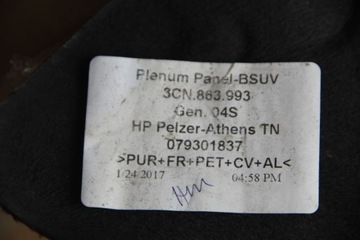 Plenum Panel-BSUV
3CN.863.993
Gen. 04S
HP Pelzer-Athens TN
079301837
>PUR+FR+PET+CV+AL<
1 24 2017 04:58 PM